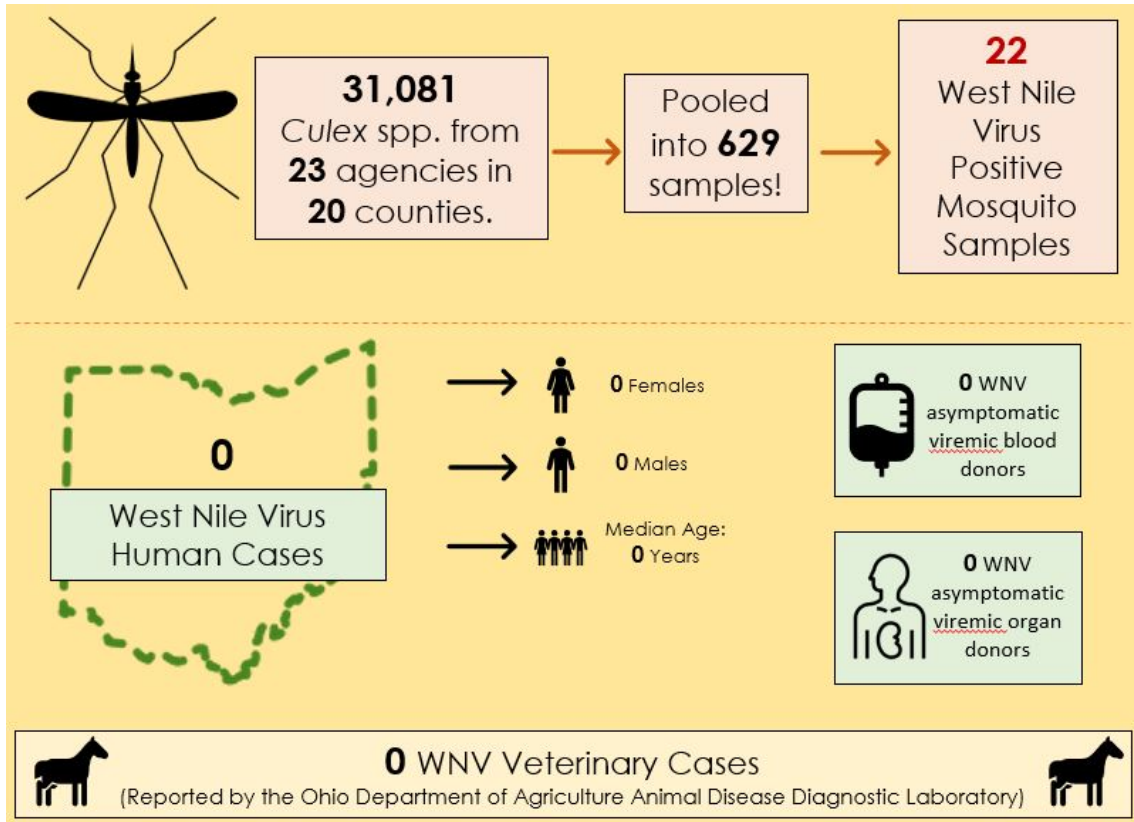 31,081
Culex spp. from
23 agencies in
20 counties.
Pooled
into 629
samples!
22
West Nile
Virus
Positive
Mosquito
Samples
0
West Nile Virus
Human Cases
0 Females
0 Males
Median Age:
0 Years
0 WNV
asymptomatic
viremic blood
donors
0 WNV
asymptomatic
viremic organ
donors
0 WNV Veterinary Cases
(Reported by the Ohio Department of Agriculture Animal Disease Diagnostic Laboratory)